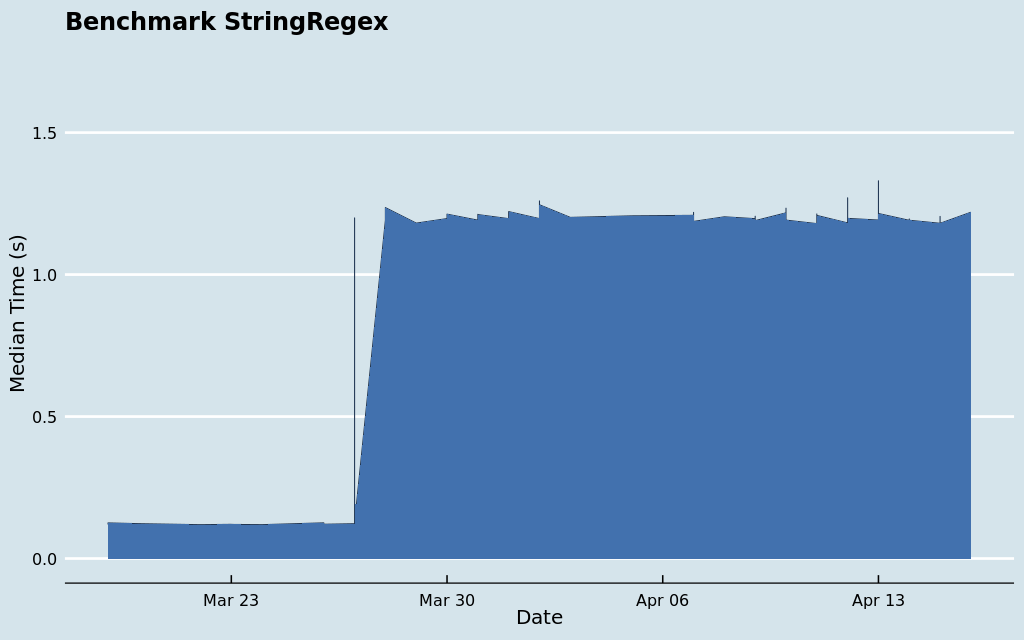 Benchmark StringRegex
Median Time (s)
1.5
1.0
0.5
0.0
Mar 23
Mar 30
Apr 06
Apr 13
Date